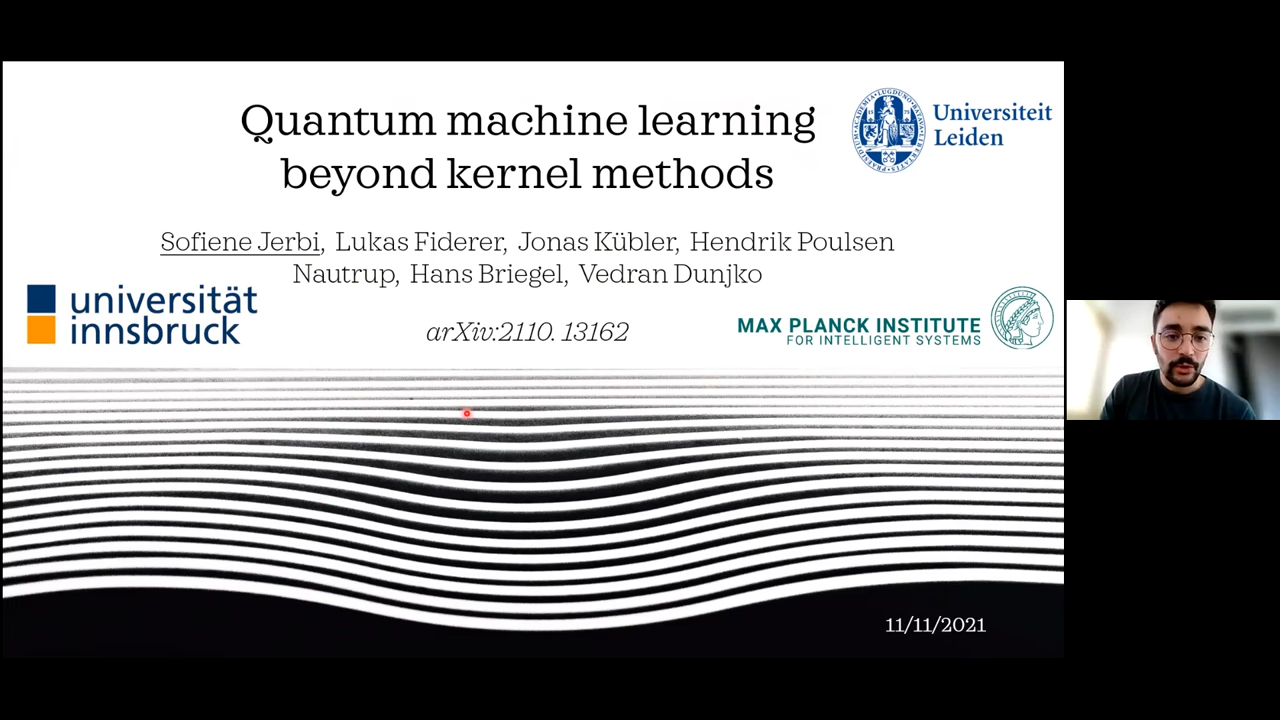 Quantum machine learning
beyond kernel methods
Universiteit
Leiden
Sofiene Jerbi, Lukas Fiderer, Jonas Kübler, Hendrik Poulsen
Nautrup, Hans Briegel, Vedran Dunjko
universität
innsbruck
arXiv:2110. 13162
MAX PLANCK INSTITUTE
FOR INTELLIGENT SYSTEMS
11/11/2021